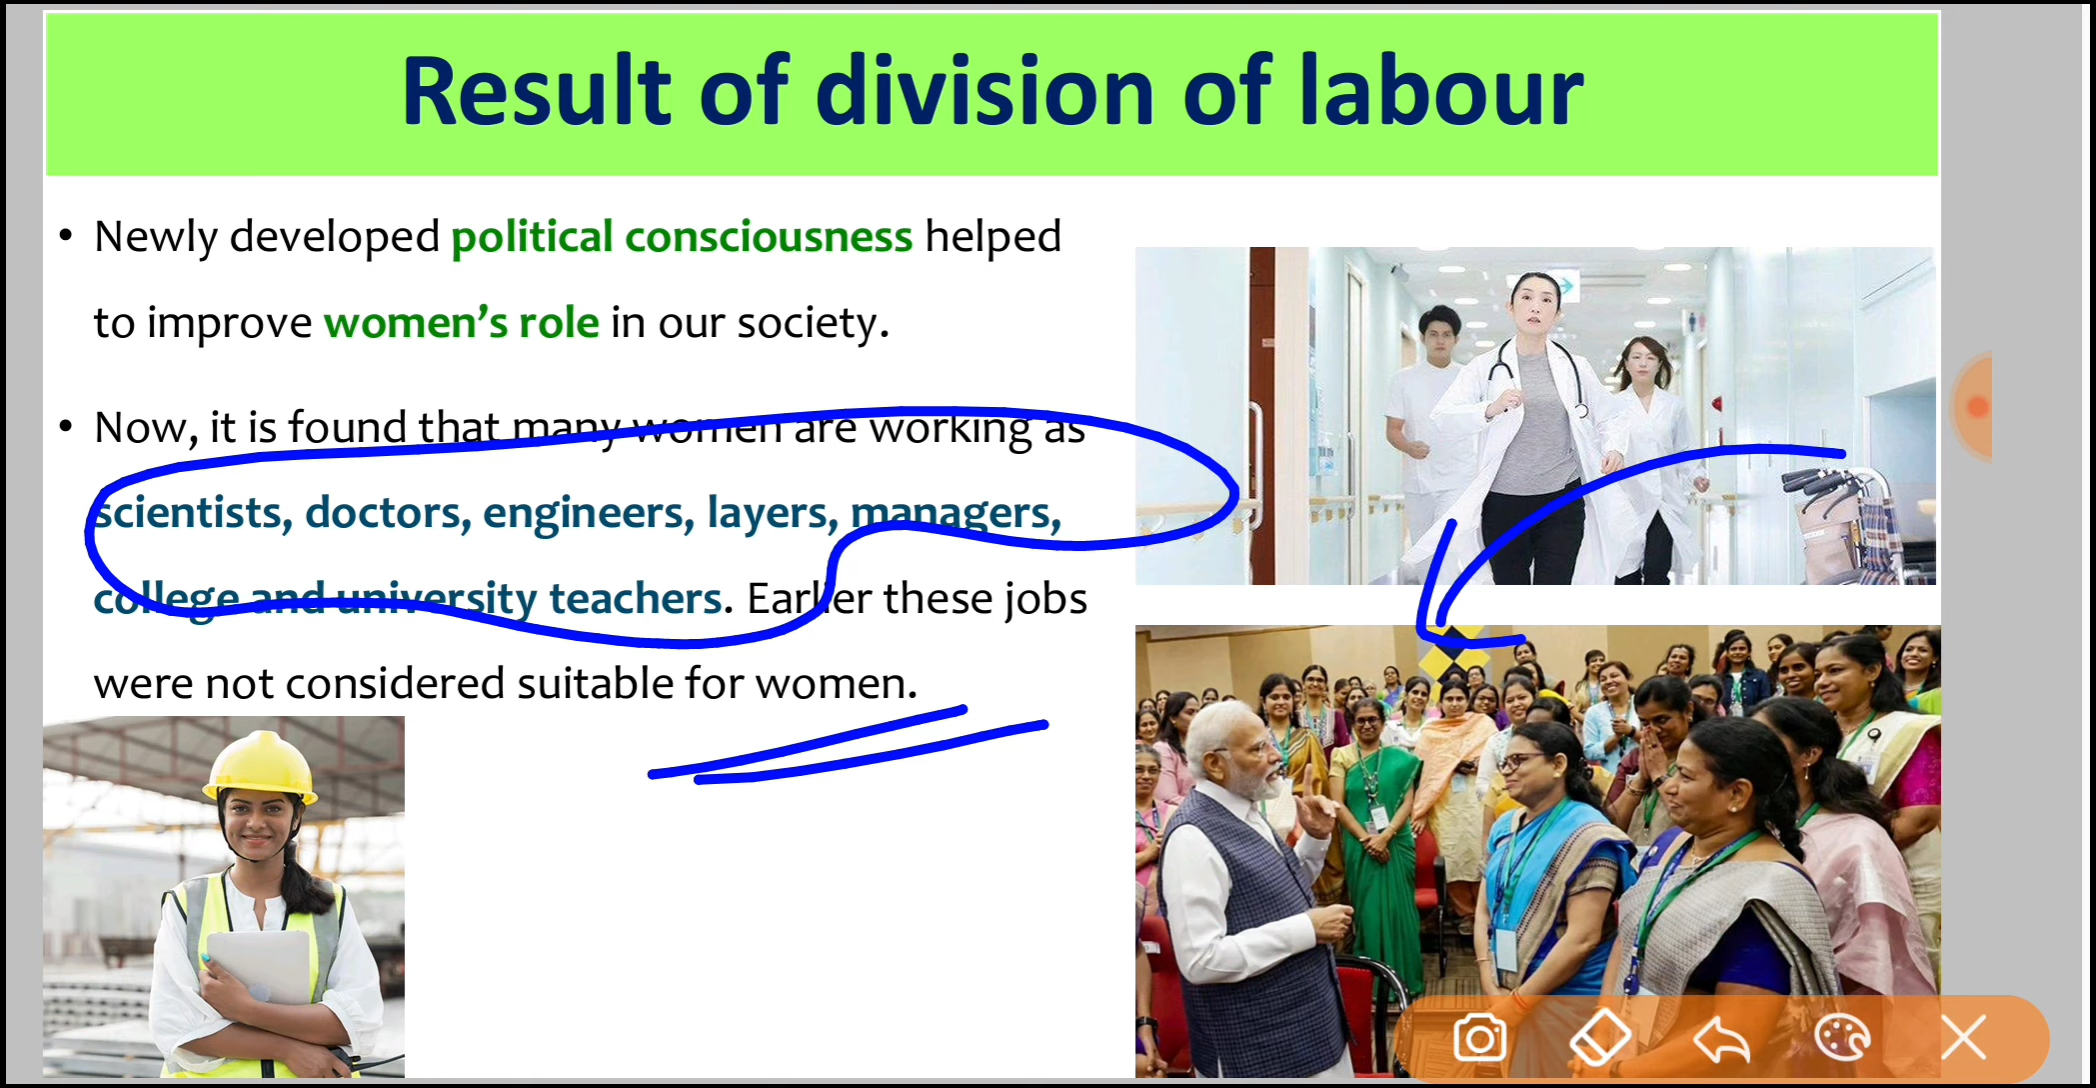 Result of division of labour
• Newly developed political consciousness helped
to improve women’s role in our society.
• Now, it is found that many women are working as
scientists, doctors, engineers, layers, managers,
college and university teachers. Earlier these jobs
were not considered suitable for women.